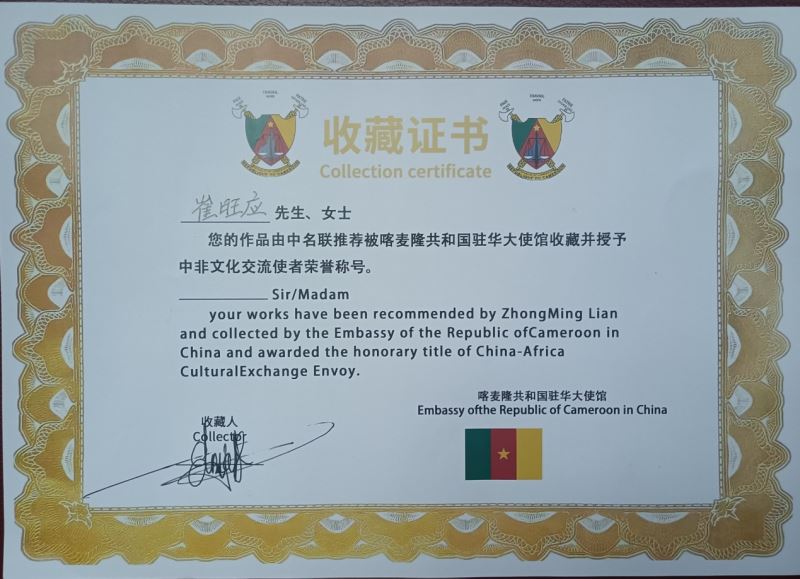 收藏证书
Collection certificate
崔旺应 先生、女士
您的作品由中名联推荐被喀麦隆共和国驻华大使馆收藏并授予
中非文化交流使者荣誉称号。
Sir/Madam
your works have been recommended by ZhongMing Lian
and collected by the Embassy of the Republic ofCameroon in
China and awarded the honorary title of China-Africa
CulturalExchange Envoy.
喀麦隆共和国驻华大使馆
Embassy ofthe Republic of Cameroon in China
收藏人
Collector